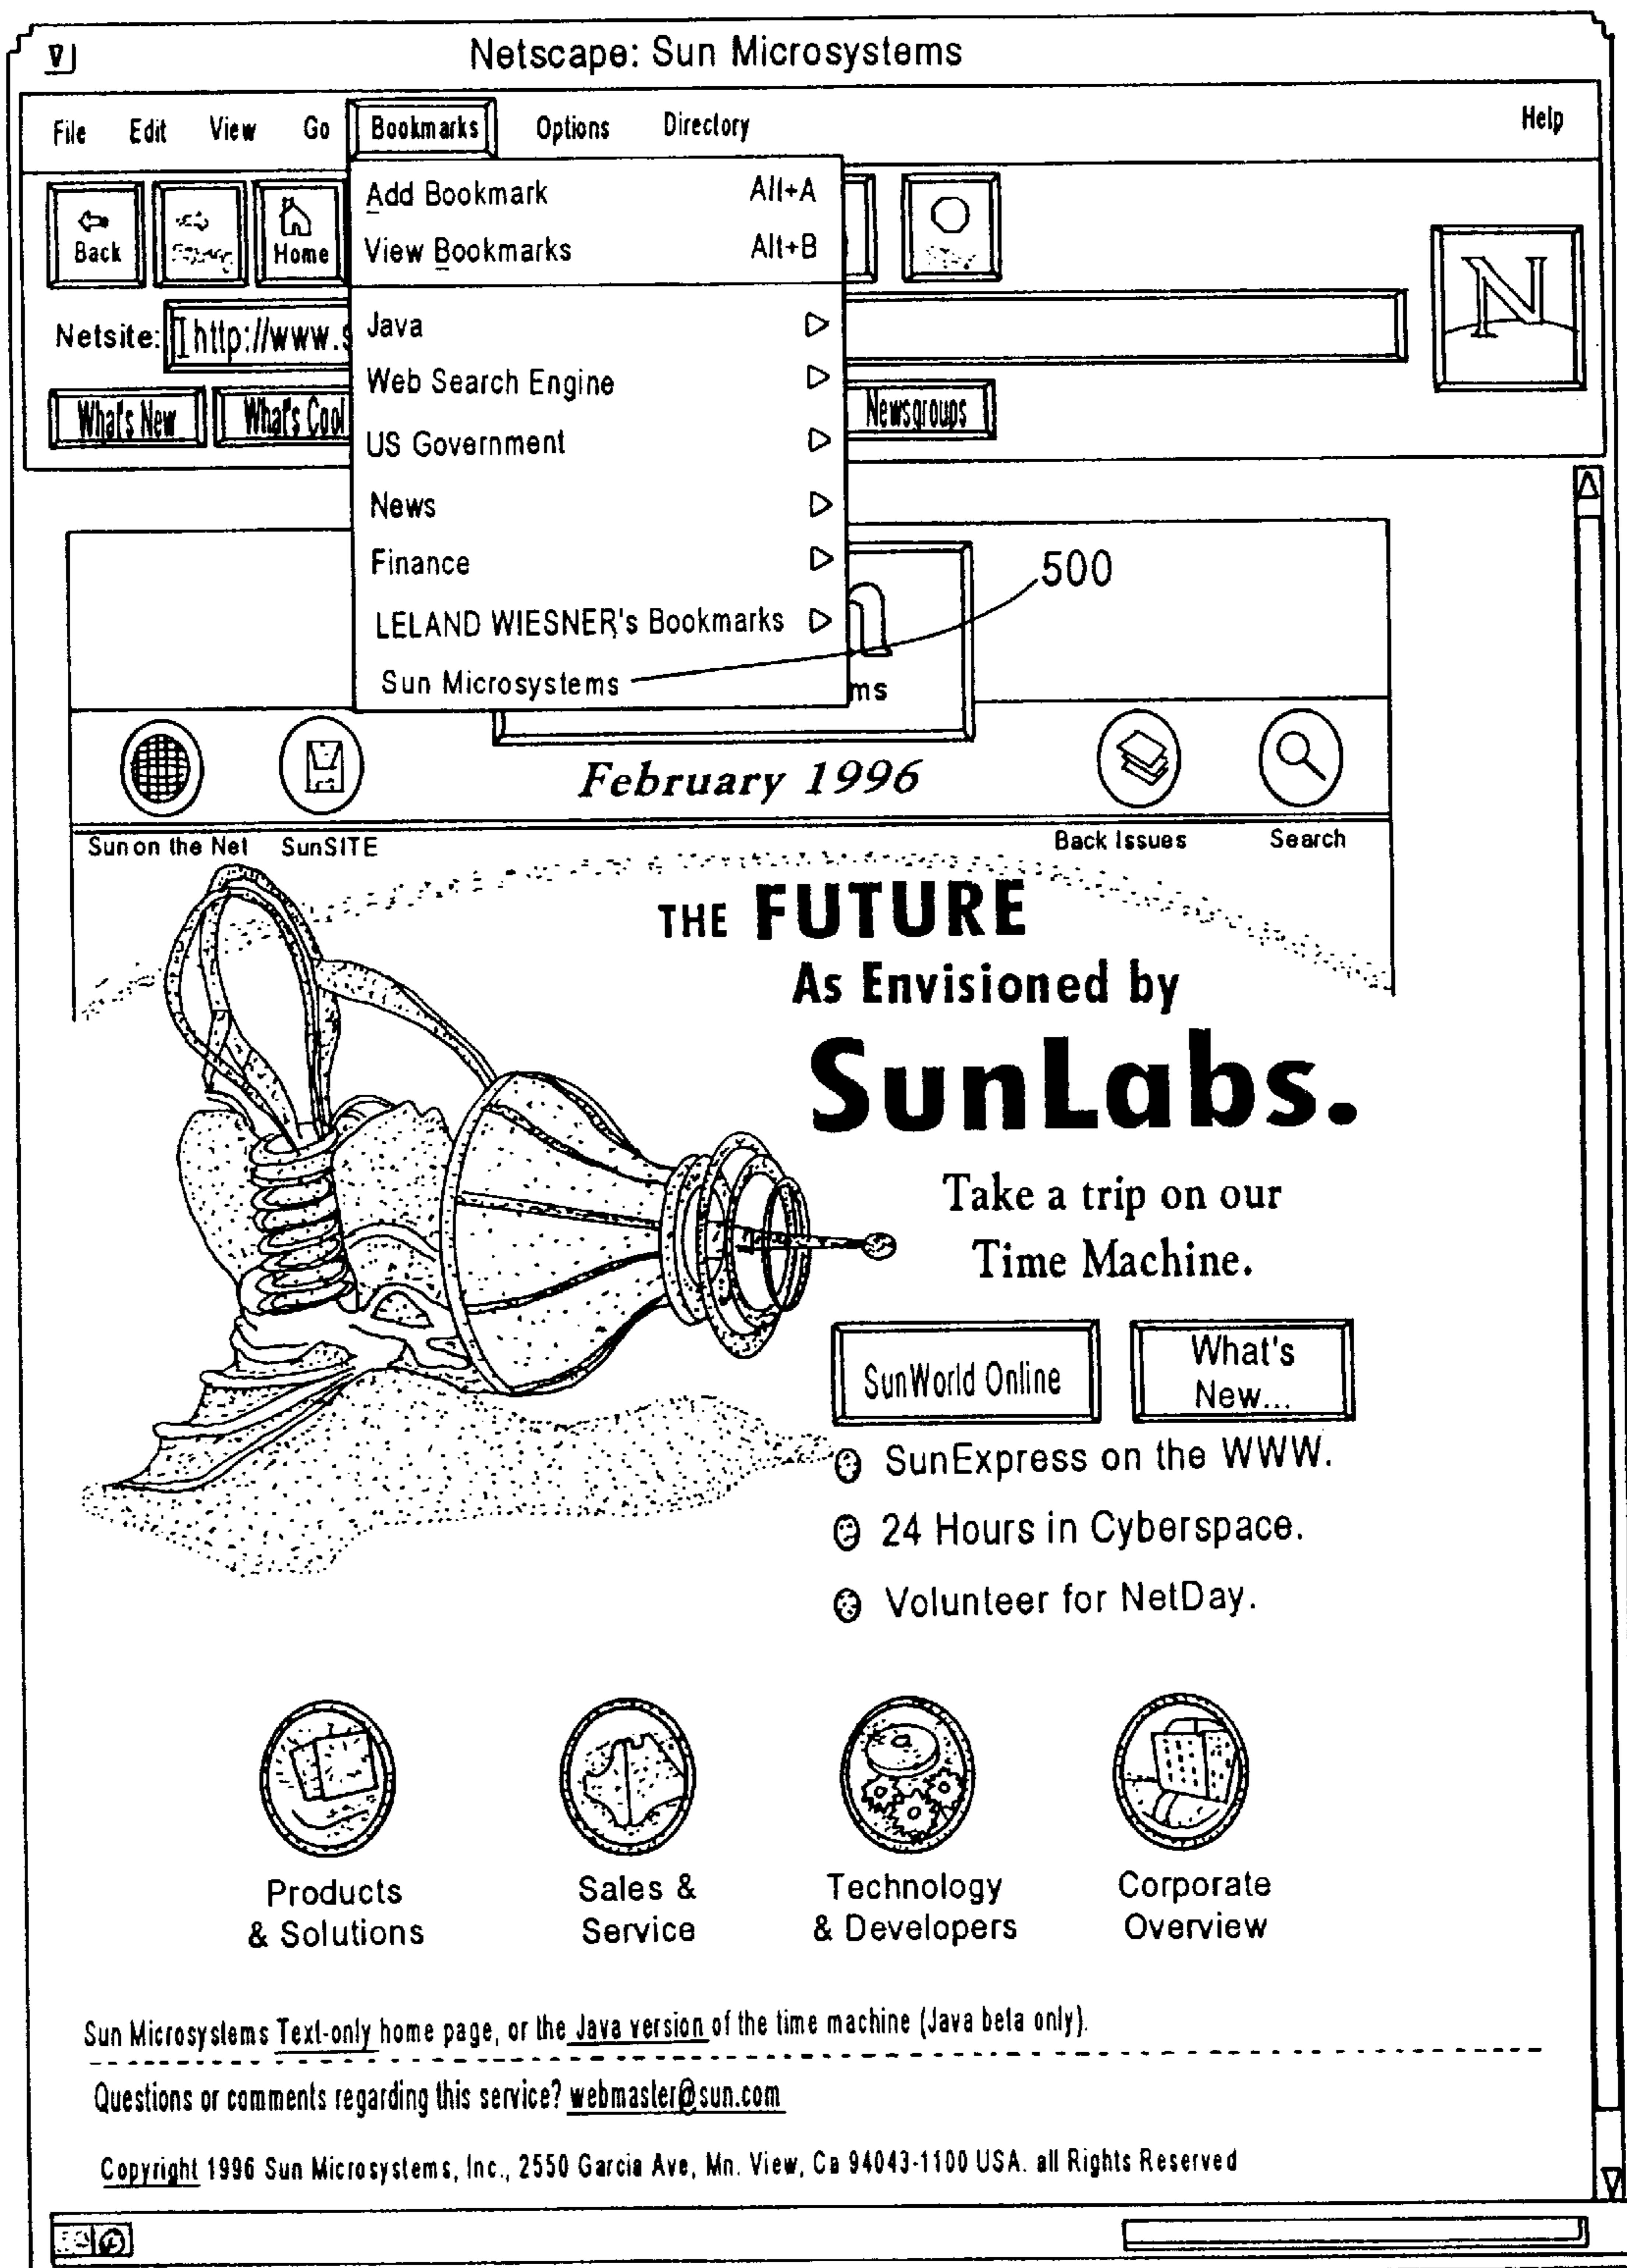 Netscape: Sun Microsystems
File Edit View Go Bookmarks Options Directory Help
Add Bookmark Alt+A
View Bookmarks Alt+B
Back Home
Netsite: http://www.s
Java
Web Search Engine
What's New What's Cool Newsgroups
US Government
News
Finance
500
LELAND WIESNER's Bookmarks
Sun Microsystems
ms
N
February 1996
Sun on the Net SunSITE Back Issues Search
THE FUTURE
As Envisioned by
SunLabs.
Take a trip on our
Time Machine.
SunWorld Online
What's
New...
SunExpress on the WWW.
24 Hours in Cyberspace.
Volunteer for NetDay.
Products
& Solutions
Sales &
Service
Technology
& Developers
Corporate
Overview
Sun Microsystems Text-only home page, or the Java version of the time machine (Java beta only).
Questions or comments regarding this service? webmaster@sun.com
Copyright 1996 Sun Microsystems, Inc., 2550 Garcia Ave, Mn. View, Ca 94043-1100 USA. all Rights Reserved